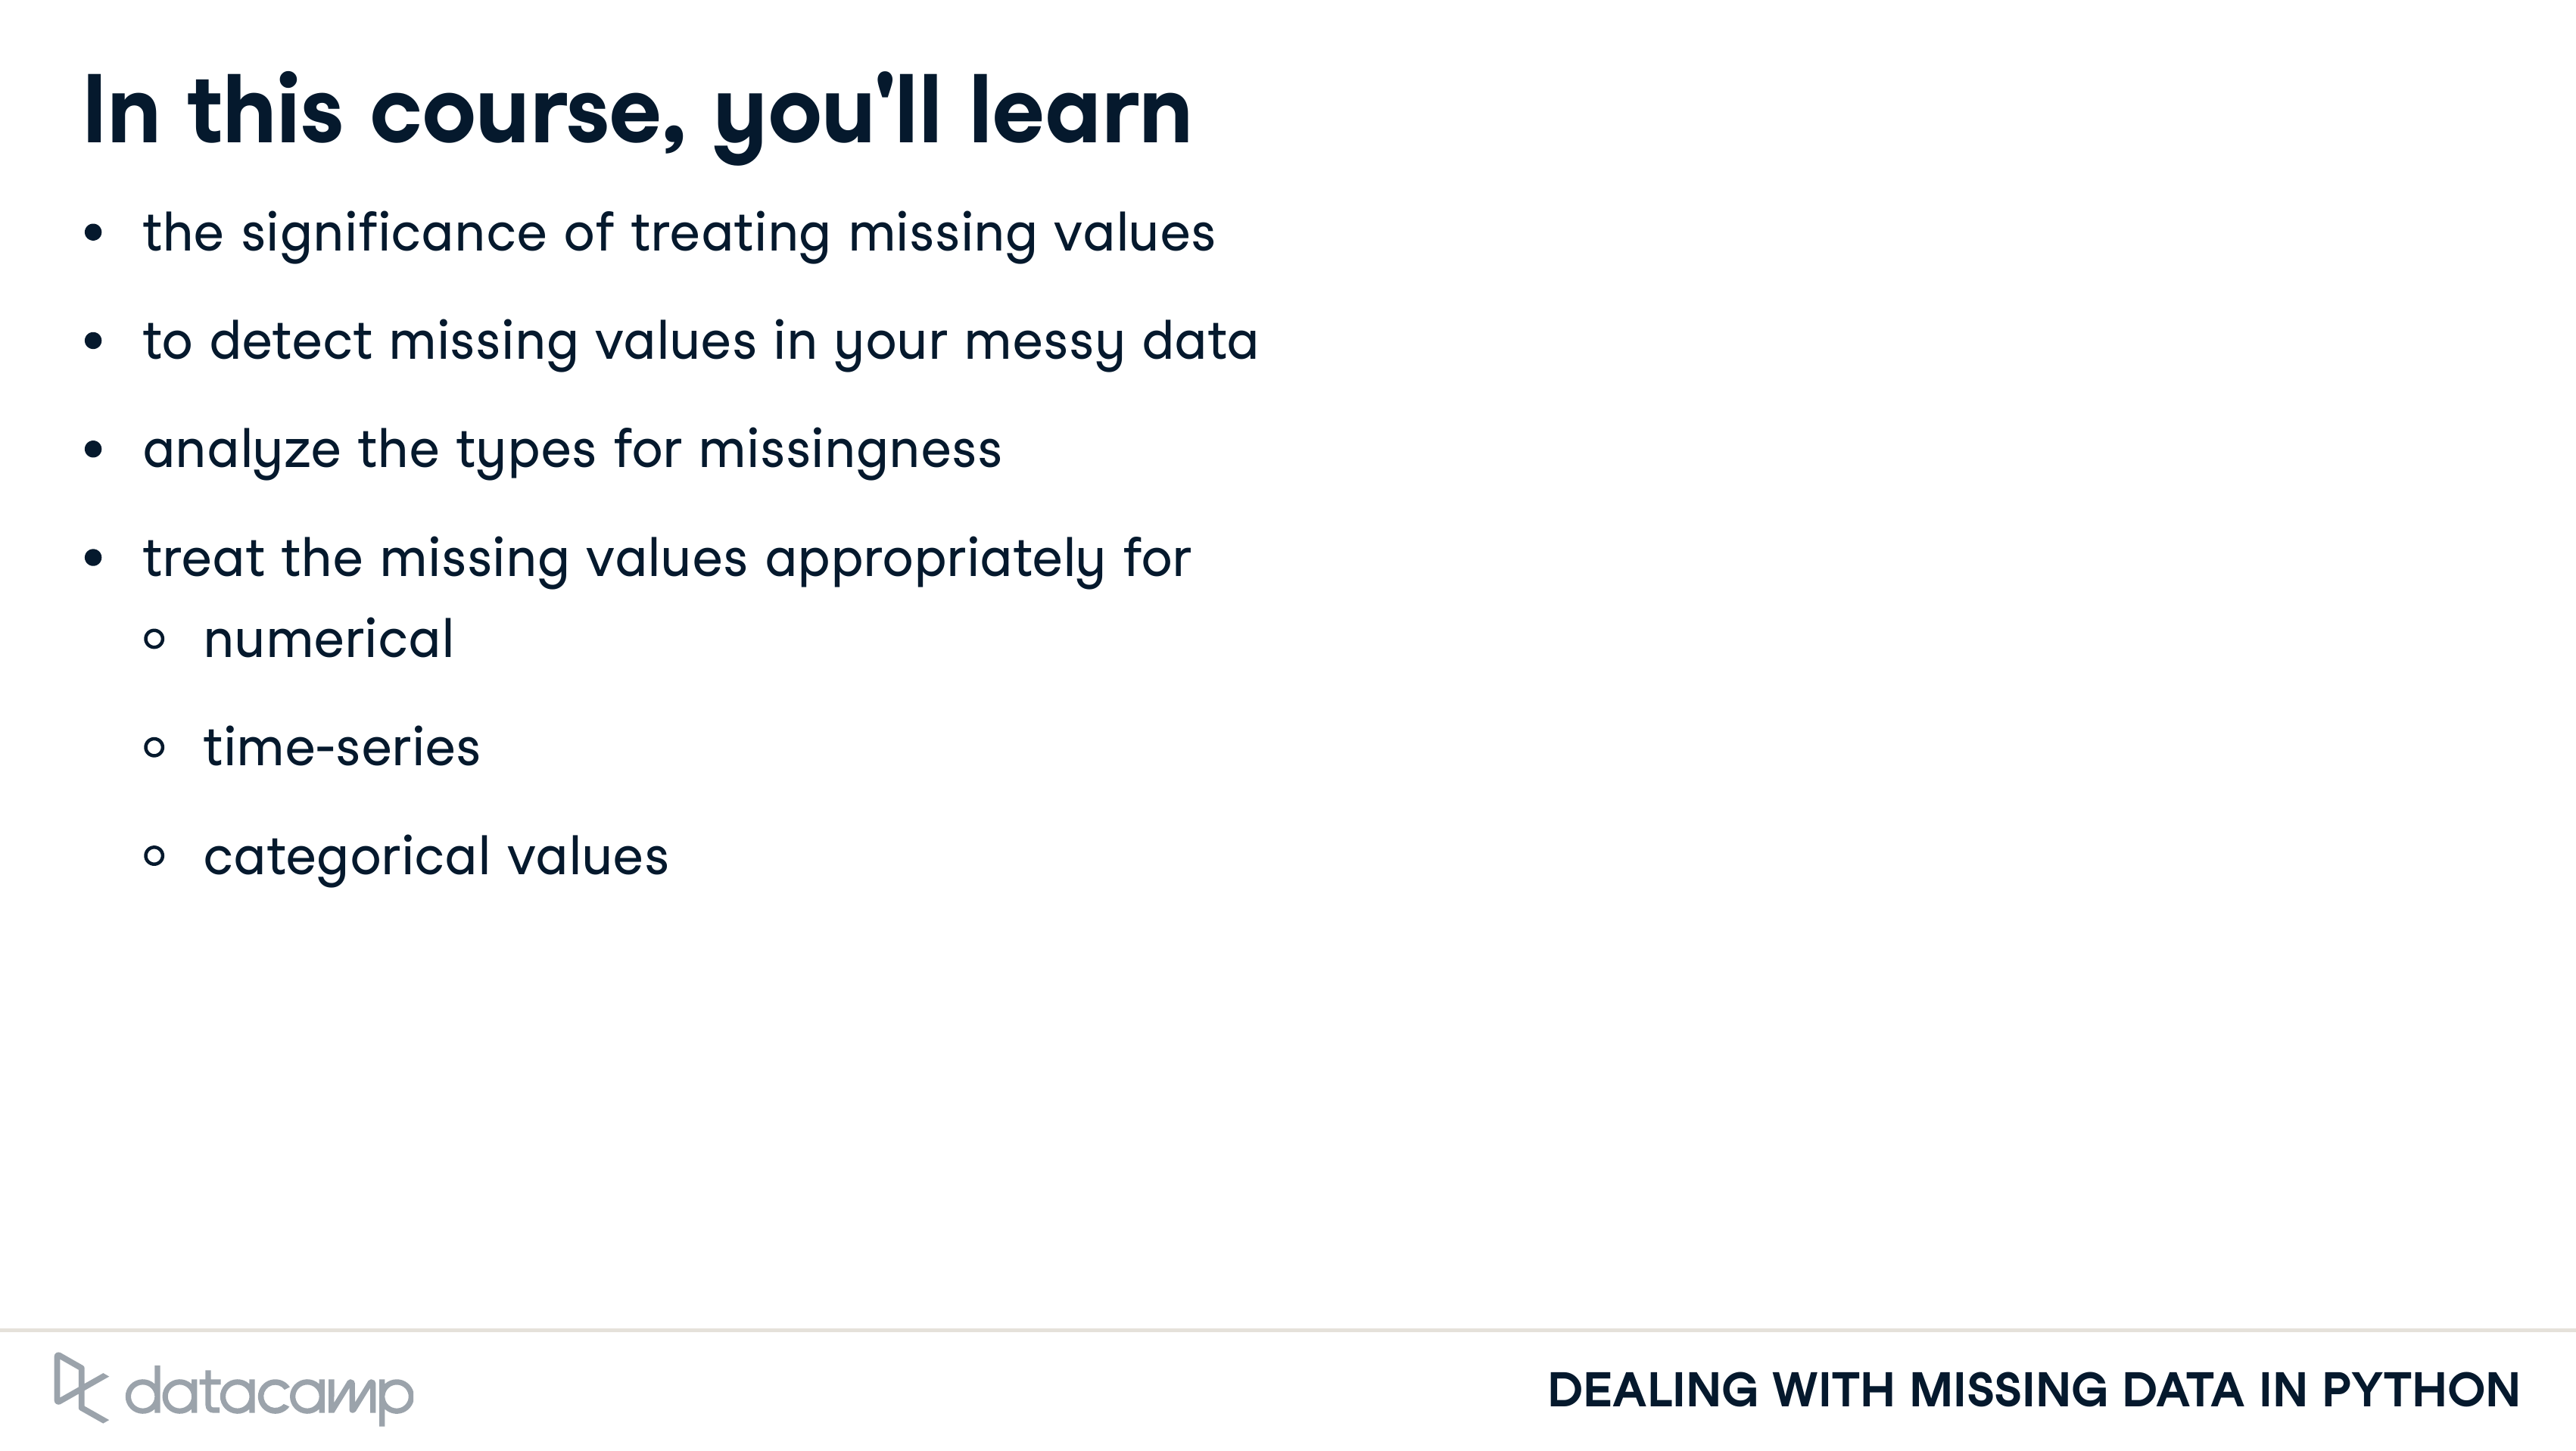 In this course, you'll learn
• the significance of treating missing values
• to detect missing values in your messy data
• analyze the types for missingness
• treat the missing values appropriately for
◦ numerical
◦ time-series
◦ categorical values
datacamp
DEALING WITH MISSING DATA IN PYTHON